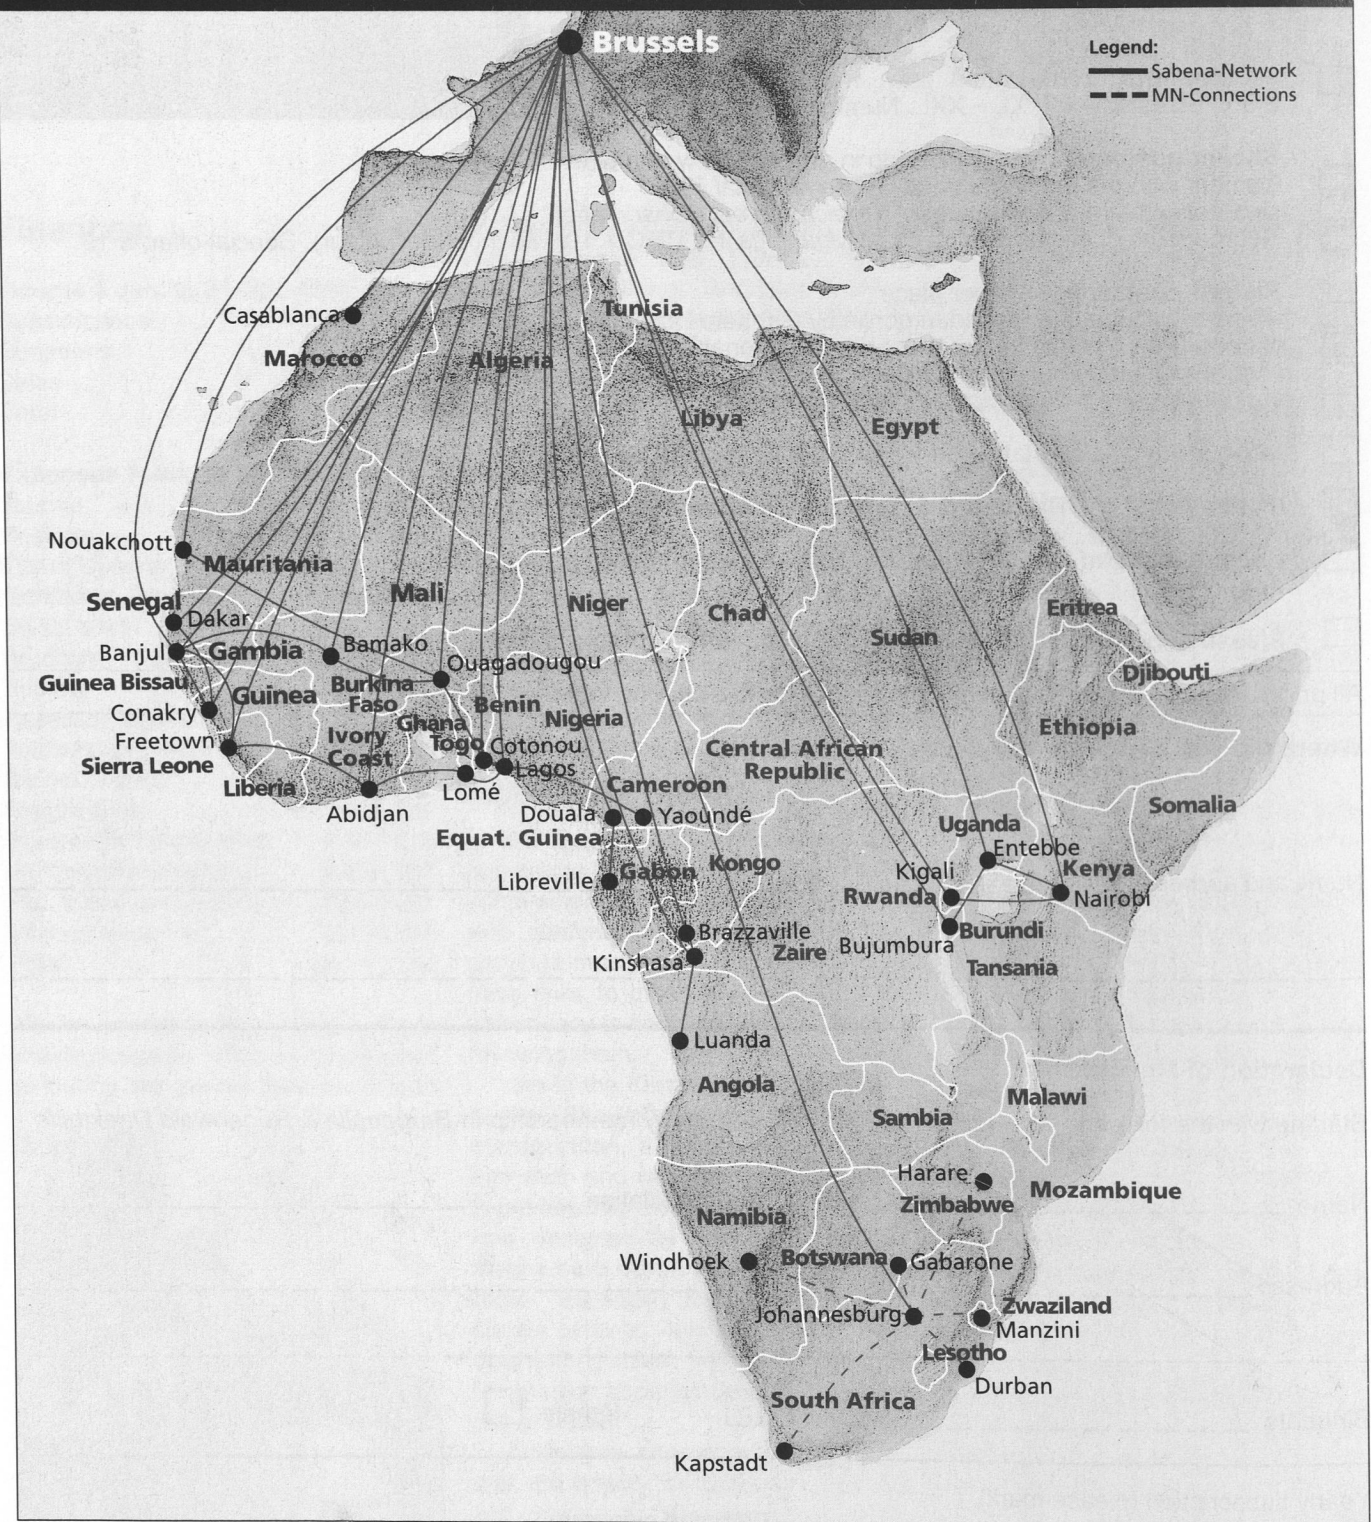 Brussels
Legend:
Sabena-Network
MN-Connections
Casablanca
Tunisia
Marocco
Algeria
Libya
Egypt
Nouakchott
Mauritania
Senegal
Dakar
Mali
Niger
Chad
Sudan
Eritrea
Banjul
Gambia
Bamako
Ouagadougou
Djibouti
Guinea Bissau
Guinea
Burkina
Faso
Benin
Nigeria
Ethiopia
Conakry
Ghana
Freetown
Ivory
Coast
Togo
Cotonou
Central African
Republic
Sierra Leone
Lagos
Liberia
Lomé
Cameroon
Somalia
Abidjan
Douala
Yaoundé
Uganda
Equat. Guinea
Entebbe
Libreville
Gabon
Kongo
Kigali
Kenya
Rwanda
Nairobi
Brazzaville
Bujumbura
Burundi
Kinshasa
Zaire
Tansania
Luanda
Angola
Malawi
Sambia
Harare
Zimbabwe
Mozambique
Namibia
Windhoek
Botswana
Gabarone
Johannesburg
Zwaziland
Manzini
Lesotho
Durban
South Africa
Kapstadt